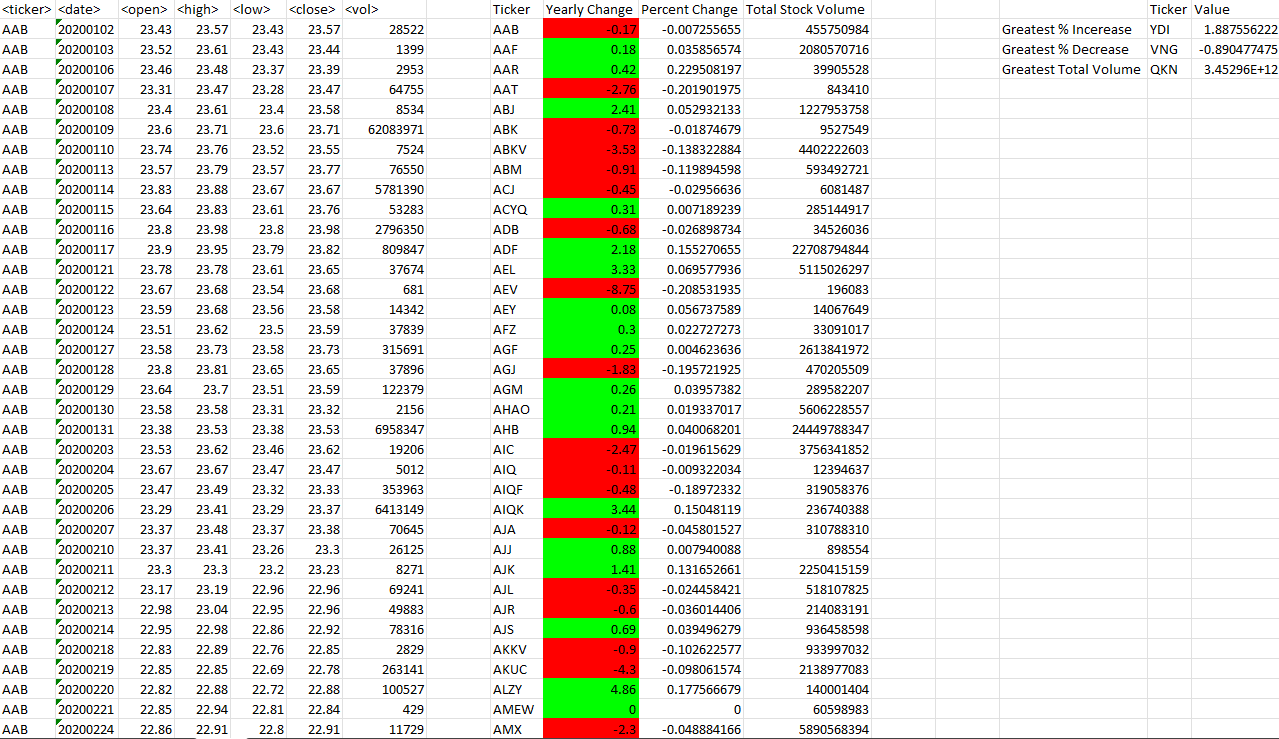 <ticker> <date> <open> <high> <low> <close> <vol> Ticker Yearly Change Percent Change Total Stock Volume Ticker Value
AAB 20200102 23.43 23.57 23.43 23.57 28522 AAB -0.17 -0.007255655 455750984 Greatest % Incerease YDI 1.887556222
AAB 20200103 23.52 23.61 23.43 23.44 1399 AAF 0.18 0.035856574 2080570716 Greatest % Decrease VNG -0.890477475
AAB 20200106 23.46 23.48 23.37 23.39 2953 AAR 0.42 0.229508197 39905528 Greatest Total Volume QKN 3.45296E+12
AAB 20200107 23.31 23.47 23.28 23.47 64755 AAT -2.76 -0.201901975 843410
AAB 20200108 23.4 23.61 23.4 23.58 8534 ABJ 2.41 0.052932133 1227953758
AAB 20200109 23.6 23.71 23.6 23.71 62083971 ABK -0.73 -0.01874679 9527549
AAB 20200110 23.74 23.76 23.52 23.55 7524 ABKV -3.53 -0.138322884 4402222603
AAB 20200113 23.57 23.79 23.57 23.77 76550 ABM -0.91 -0.119894598 593492721
AAB 20200114 23.83 23.88 23.67 23.67 5781390 ACJ -0.45 -0.02956636 6081487
AAB 20200115 23.64 23.83 23.61 23.76 53283 ACYQ 0.31 0.007189239 285144917
AAB 20200116 23.8 23.98 23.8 23.98 2796350 ADB -0.68 -0.026898734 34526036
AAB 20200117 23.9 23.95 23.79 23.82 809847 ADF 2.18 0.155270655 22708794844
AAB 20200121 23.78 23.78 23.61 23.65 37674 AEL 3.33 0.069577936 5115026297
AAB 20200122 23.67 23.68 23.54 23.68 681 AEV -8.75 -0.208531935 196083
AAB 20200123 23.59 23.68 23.56 23.58 14342 AEY 0.08 0.056737589 14067649
AAB 20200124 23.51 23.62 23.5 23.59 37839 AFZ 0.3 0.022727273 33091017
AAB 20200127 23.58 23.73 23.58 23.73 315691 AGF 0.25 0.004623636 2613841972
AAB 20200128 23.8 23.81 23.65 23.65 37896 AGJ -1.83 -0.195721925 470205509
AAB 20200129 23.64 23.7 23.51 23.59 122379 AGM 0.26 0.03957382 289582207
AAB 20200130 23.58 23.58 23.31 23.32 2156 AHAO 0.21 0.019337017 5606228557
AAB 20200131 23.38 23.53 23.38 23.53 6958347 AHB 0.94 0.040068201 24449788347
AAB 20200203 23.53 23.62 23.46 23.62 19206 AIC -2.47 -0.019615629 3756341852
AAB 20200204 23.67 23.67 23.47 23.47 5012 AIQ -0.11 -0.009322034 12394637
AAB 20200205 23.47 23.49 23.32 23.33 353963 AIQF -0.48 -0.18972332 319058376
AAB 20200206 23.29 23.41 23.29 23.37 6413149 AIQK 3.44 0.15048119 236740388
AAB 20200207 23.37 23.48 23.37 23.38 70645 AJA -0.12 -0.045801527 310788310
AAB 20200210 23.37 23.41 23.26 23.3 26125 AJJ 0.88 0.007940088 898554
AAB 20200211 23.3 23.3 23.2 23.23 8271 AJK 1.41 0.131652661 2250415159
AAB 20200212 23.17 23.19 22.96 22.96 69241 AJL -0.35 -0.024458421 518107825
AAB 20200213 22.98 23.04 22.95 22.96 49883 AJR -0.6 -0.036014406 214083191
AAB 20200214 22.95 22.98 22.86 22.92 78316 AJS 0.69 0.039496279 936458598
AAB 20200218 22.83 22.89 22.76 22.85 2829 AKKV -0.9 -0.102622577 933997032
AAB 20200219 22.85 22.85 22.69 22.78 263141 AKUC -4.3 -0.098061574 2138977083
AAB 20200220 22.82 22.88 22.72 22.88 100527 ALZY 4.86 0.177566679 140001404
AAB 20200221 22.85 22.94 22.81 22.84 429 AMEW 0 0 60598983
AAB 20200224 22.86 22.91 22.8 22.91 11729 AMX -2.3 -0.048884166 5890568394